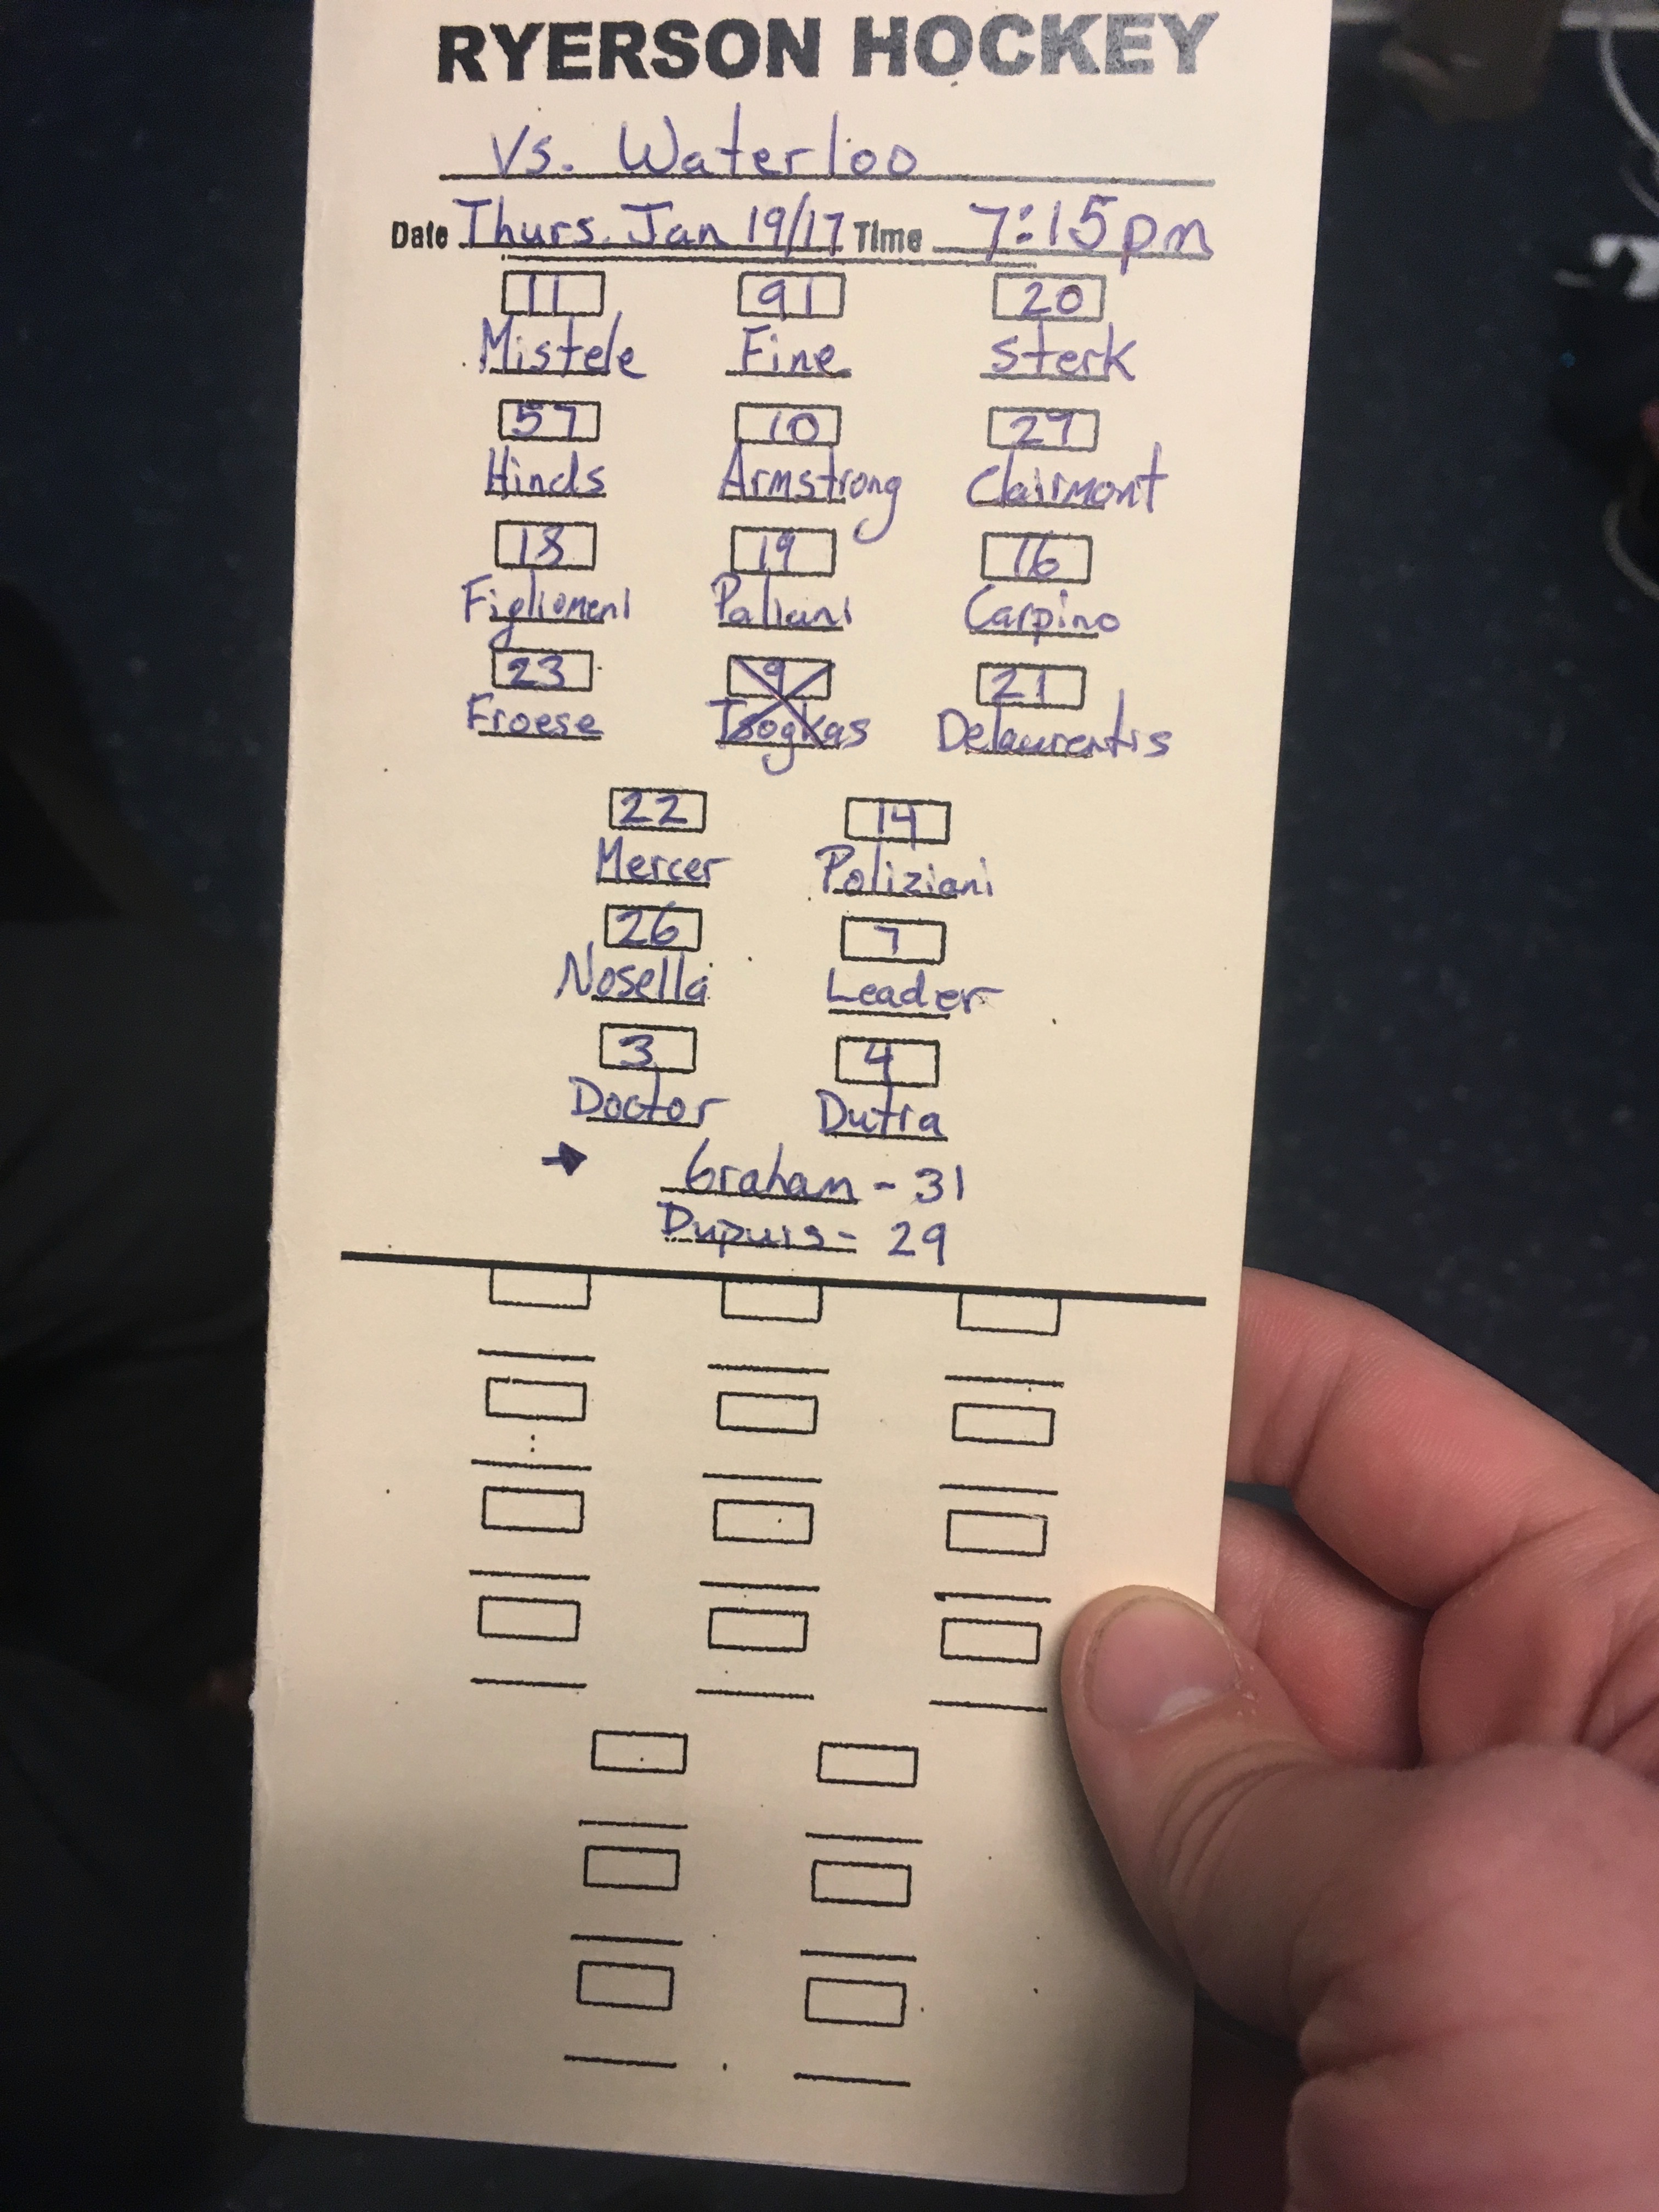 RYERSON HOCKEY
vs. Waterloo
Date Thurs. Jan 19/17 Time 7:15pm
11 91 20
Mistele Fine Sterk
57 10 27
Hinds Armstrong Clairmont
18 19 16
Figliomeni Paliani Carpino
23 9 21
Froese Tsogkas Delaurentis
22 14
Mercer Poliziani
26 7
Nosella Leader
3 4
Doctor Dutra
→ Graham - 31
Dupuis - 29